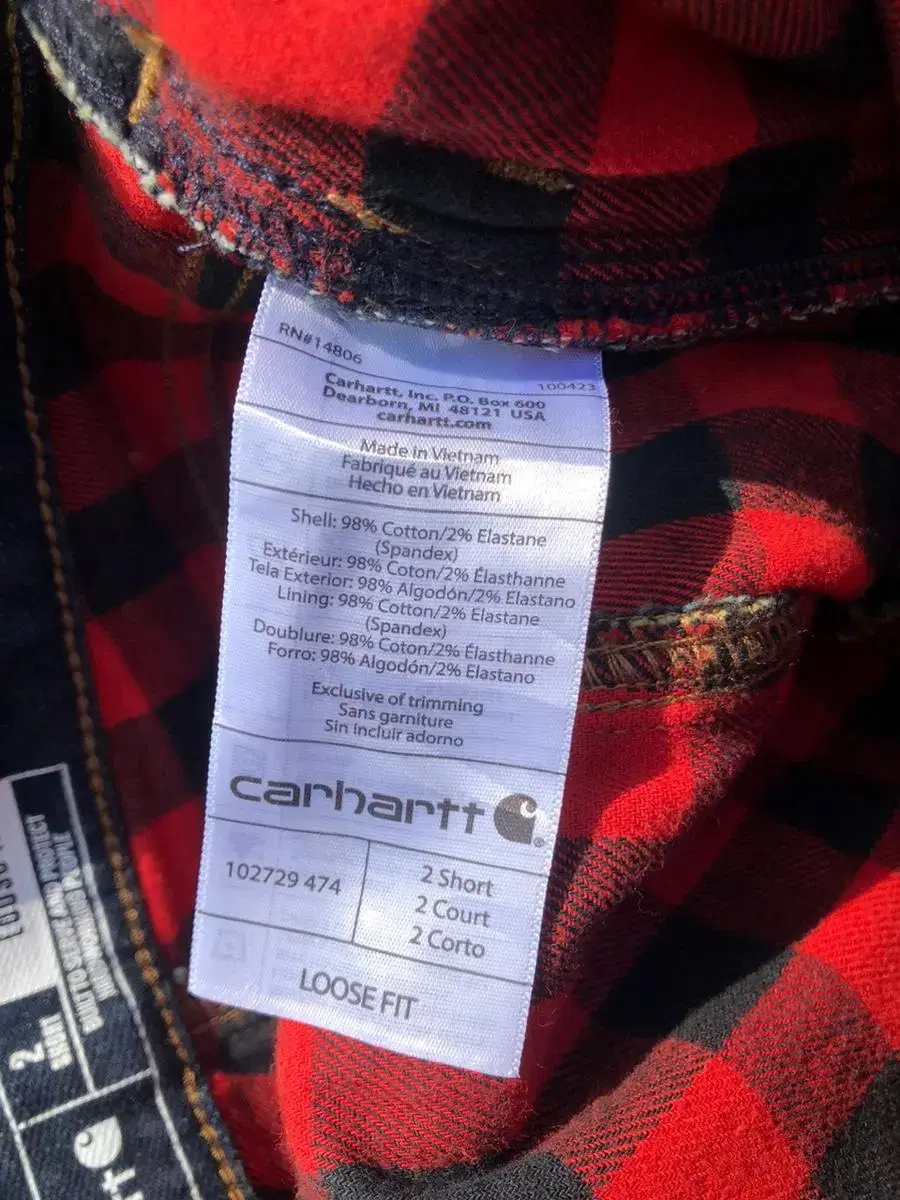 RN#14806
100423
Carhartt, Inc. P.O. Box 600
Dearborn, MI 48121 USA
carhartt.com
Made in Vietnam
Fabriqué au Vietnam
Hecho en Vietnam
Shell: 98% Cotton/2% Elastane
(Spandex)
Extérieur: 98% Coton/2% Élasthanne
Tela Exterior: 98% Algodón/2% Elastano
Lining: 98% Cotton/2% Elastane
(Spandex)
Doublure: 98% Coton/2% Élasthanne
Forro: 98% Algodón/2% Elastano
Exclusive of trimming
Sans garniture
Sin incluir adorno
carhartt
102729 474
2 Short
2 Court
2 Corto
LOOSE FIT
2